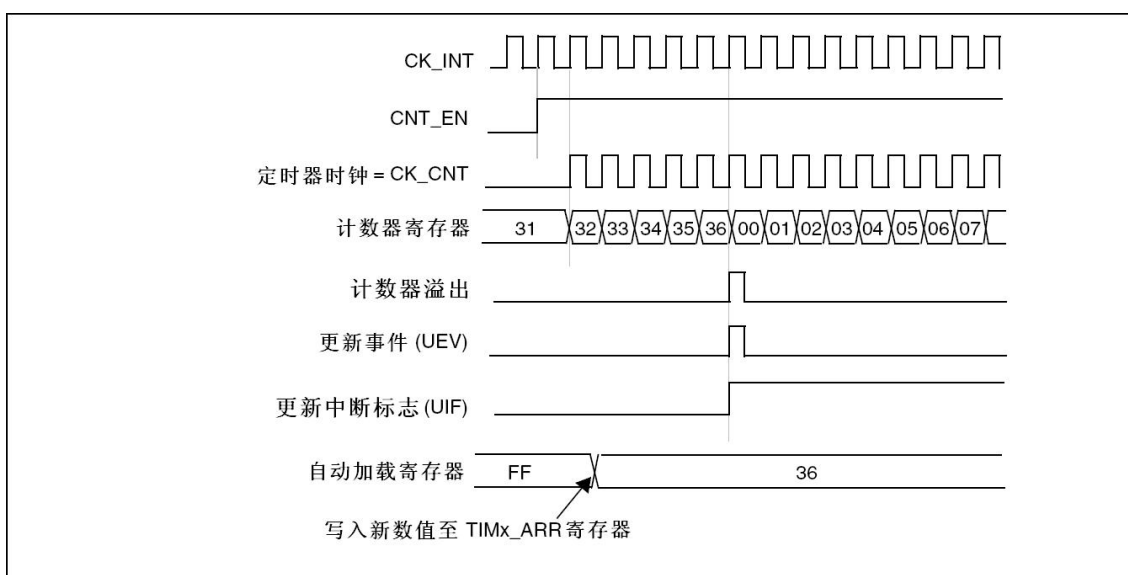 CK_INT
CNT_EN
定时器时钟 = CK_CNT
计数器寄存器 31 32 33 34 35 36 00 01 02 03 04 05 06 07
计数器溢出
更新事件 (UEV)
更新中断标志 (UIF)
自动加载寄存器 FF 36
写入新数值至 TIMx_ARR寄存器